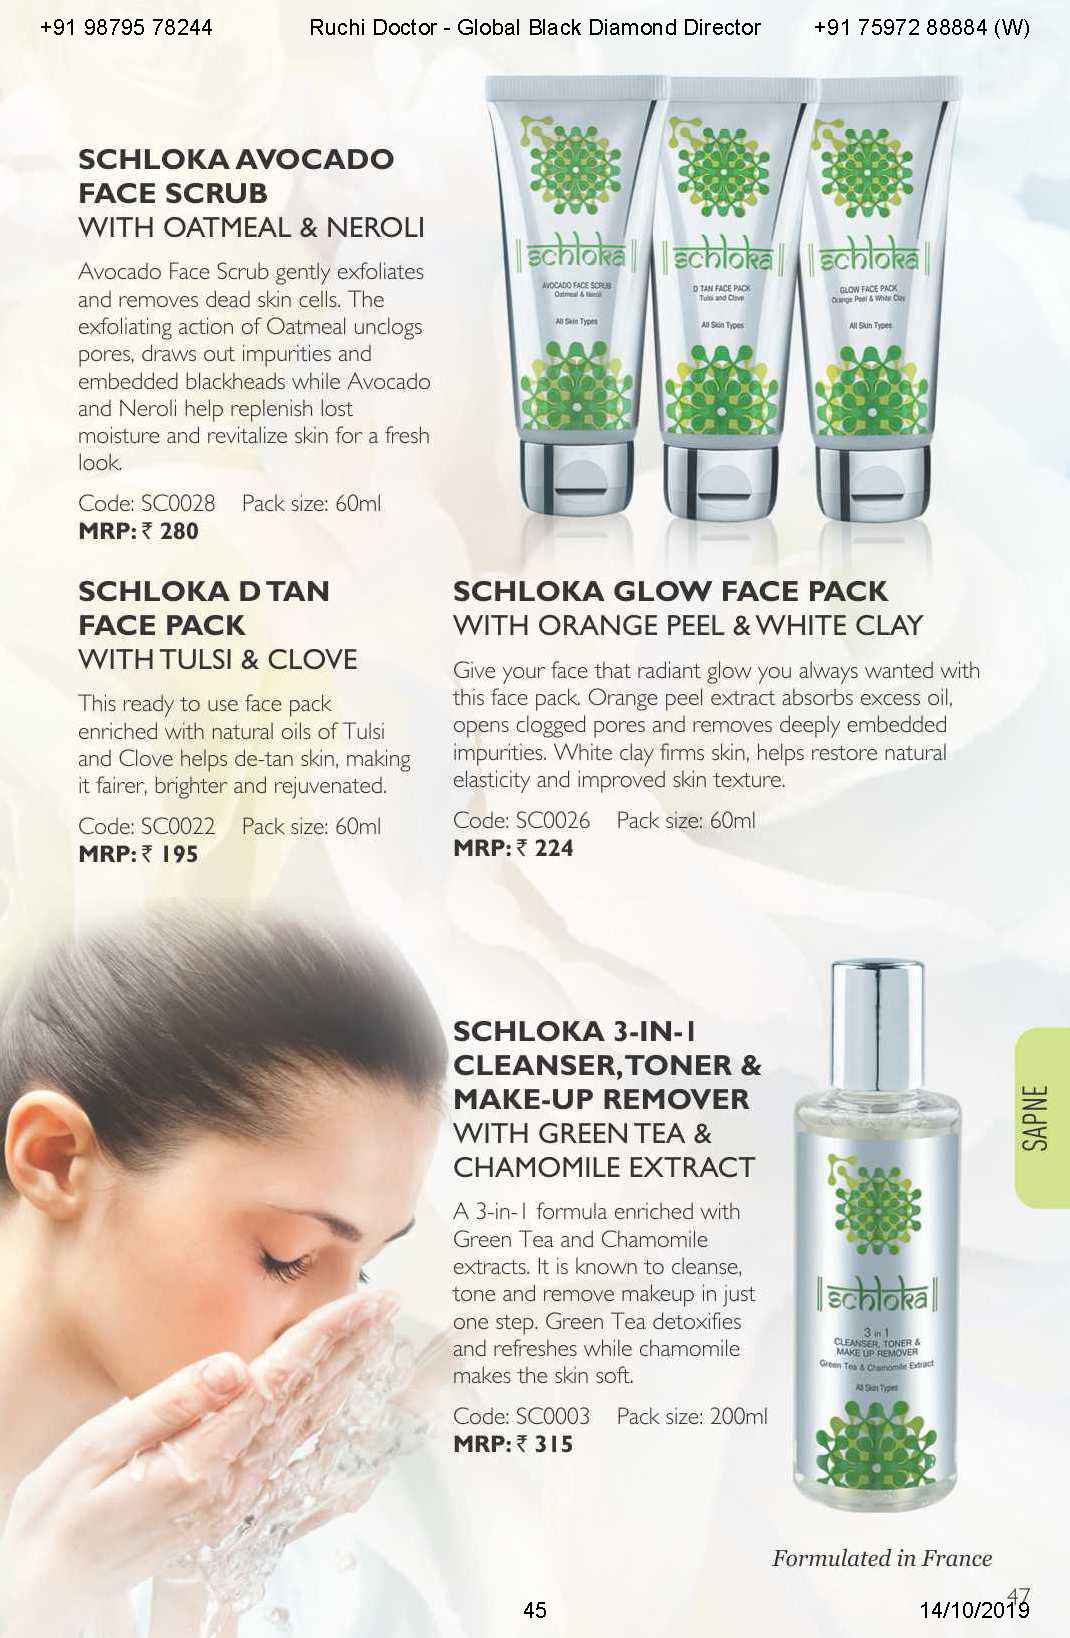 +91 98795 78244 Ruchi Doctor - Global Black Diamond Director +91 75972 88884 (W)
SCHLOKA AVOCADO
FACE SCRUB
WITH OATMEAL & NEROLI
Avocado Face Scrub gently exfoliates
and removes dead skin cells. The
exfoliating action of Oatmeal unclogs
pores, draws out impurities and
embedded blackheads while Avocado
and Neroli help replenish lost
moisture and revitalize skin for a fresh
look.
Code: SC0028 Pack size: 60ml
MRP: ₹ 280
schloka
AVOCADO FACE SCRUB
Oatmeal & Neroli
All Skin Types
schloka
D TAN FACE PACK
Tulsi and Clove
All Skin Types
schloka
GLOW FACE PACK
Orange Peel & White Clay
All Skin Types
SCHLOKA D TAN
FACE PACK
WITH TULSI & CLOVE
This ready to use face pack
enriched with natural oils of Tulsi
and Clove helps de-tan skin, making
it fairer, brighter and rejuvenated.
Code: SC0022 Pack size: 60ml
MRP: ₹ 195
SCHLOKA GLOW FACE PACK
WITH ORANGE PEEL & WHITE CLAY
Give your face that radiant glow you always wanted with
this face pack. Orange peel extract absorbs excess oil,
opens clogged pores and removes deeply embedded
impurities. White clay firms skin, helps restore natural
elasticity and improved skin texture.
Code: SC0026 Pack size: 60ml
MRP: ₹ 224
SCHLOKA 3-IN-1
CLEANSER, TONER &
MAKE-UP REMOVER
WITH GREEN TEA &
CHAMOMILE EXTRACT
A 3-in-1 formula enriched with
Green Tea and Chamomile
extracts. It is known to cleanse,
tone and remove makeup in just
one step. Green Tea detoxifies
and refreshes while chamomile
makes the skin soft.
Code: SC0003 Pack size: 200ml
MRP: ₹ 315
schloka
3 in 1
CLEANSER, TONER &
MAKE UP REMOVER
Green Tea & Chamomile Extract
All Skin Types
SAPNE
Formulated in France
47
45 14/10/2019